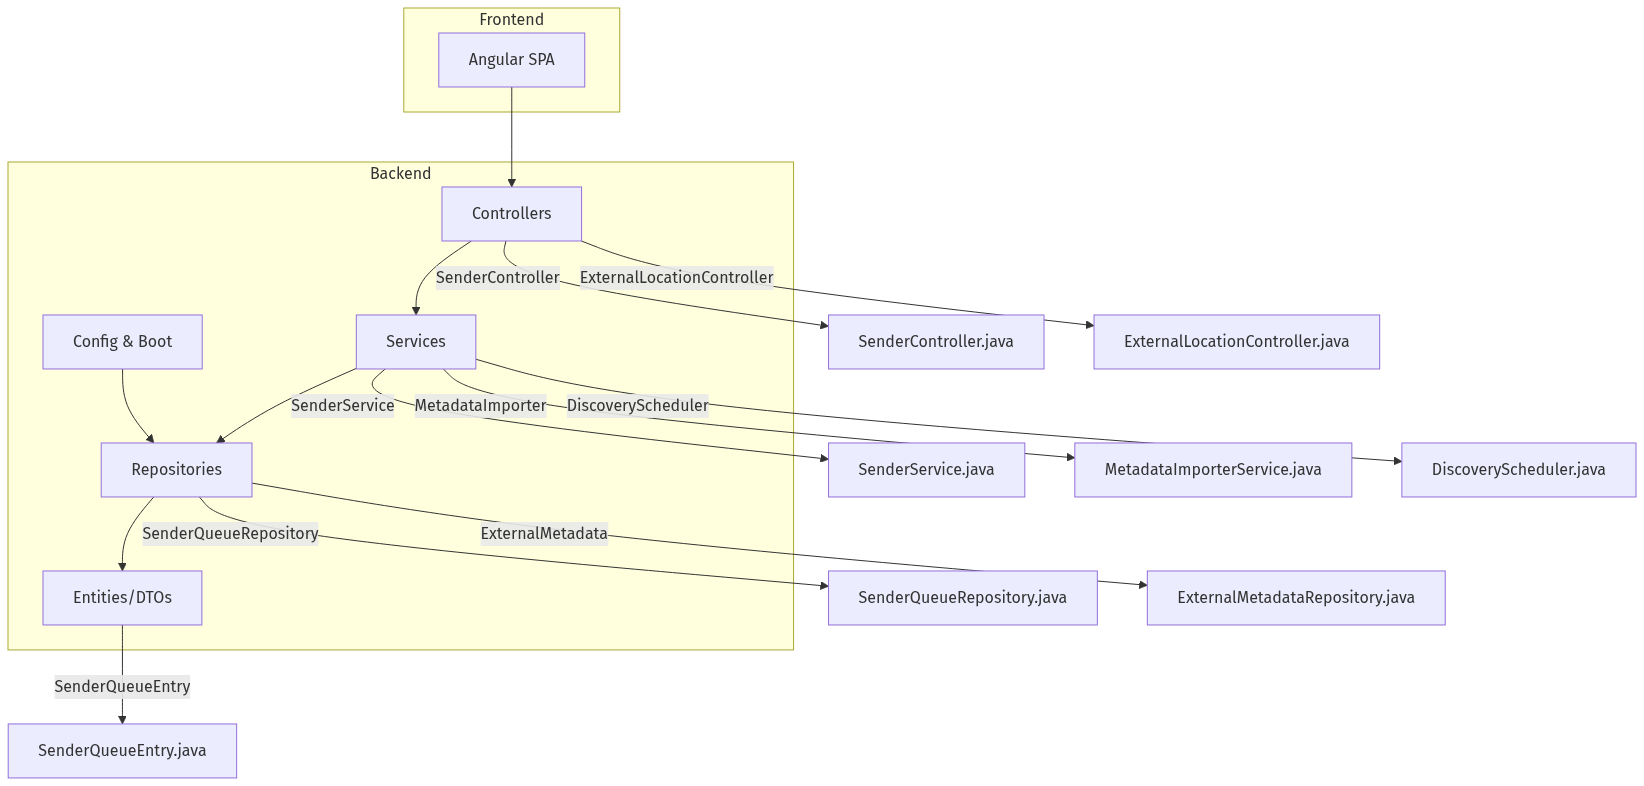 Frontend
Angular SPA
Backend
Controllers
SenderController
ExternalLocationController
Config & Boot
Services
SenderController.java
ExternalLocationController.java
SenderService
MetadataImporter
DiscoveryScheduler
Repositories
SenderService.java
MetadataImporterService.java
DiscoveryScheduler.java
SenderQueueRepository
ExternalMetadata
Entities/DTOs
SenderQueueRepository.java
ExternalMetadataRepository.java
SenderQueueEntry
SenderQueueEntry.java